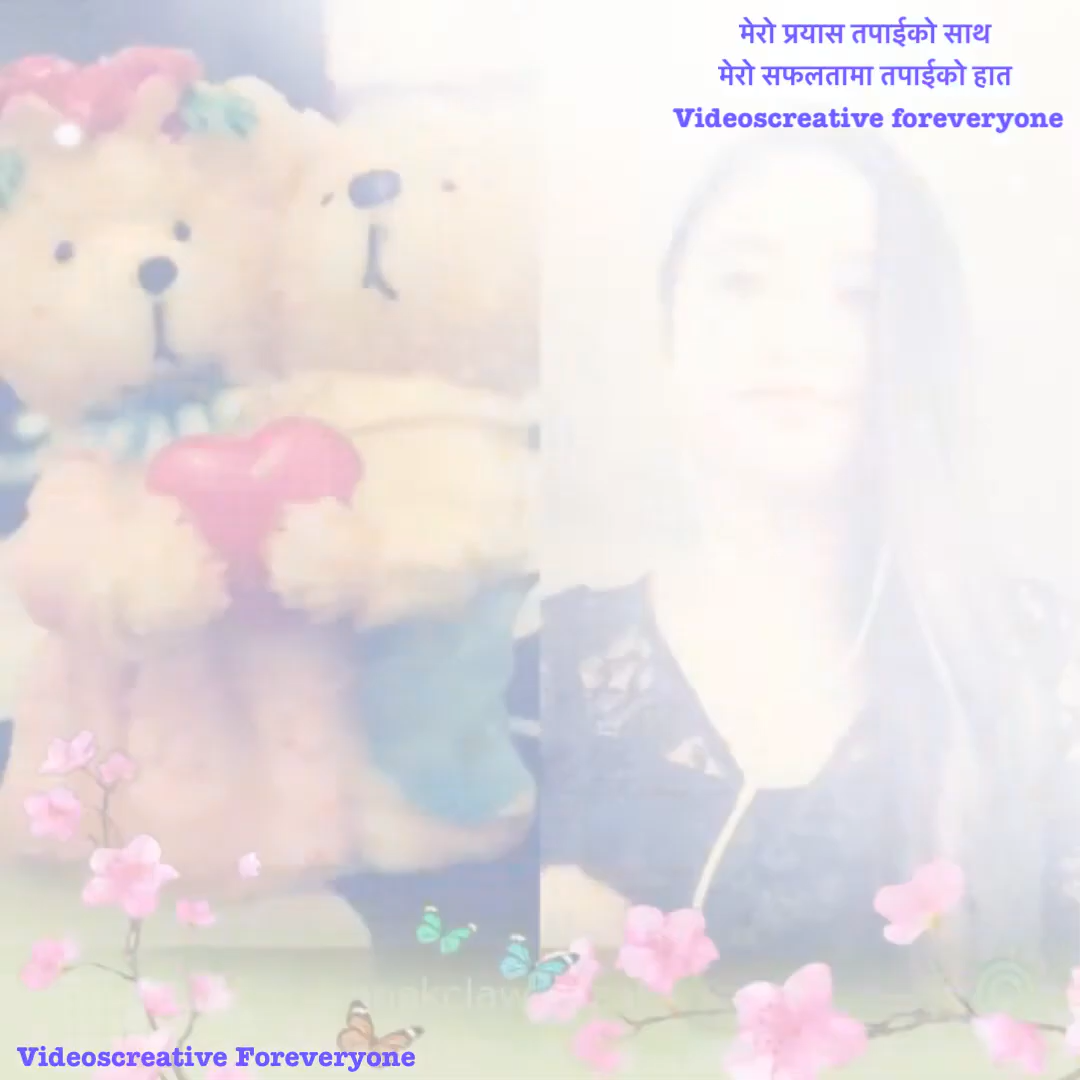 मेरो प्रयास तपाईको साथ
मेरो सफलतामा तपाईको हात
Videoscreative foreveryone
Videoscreative Foreveryone